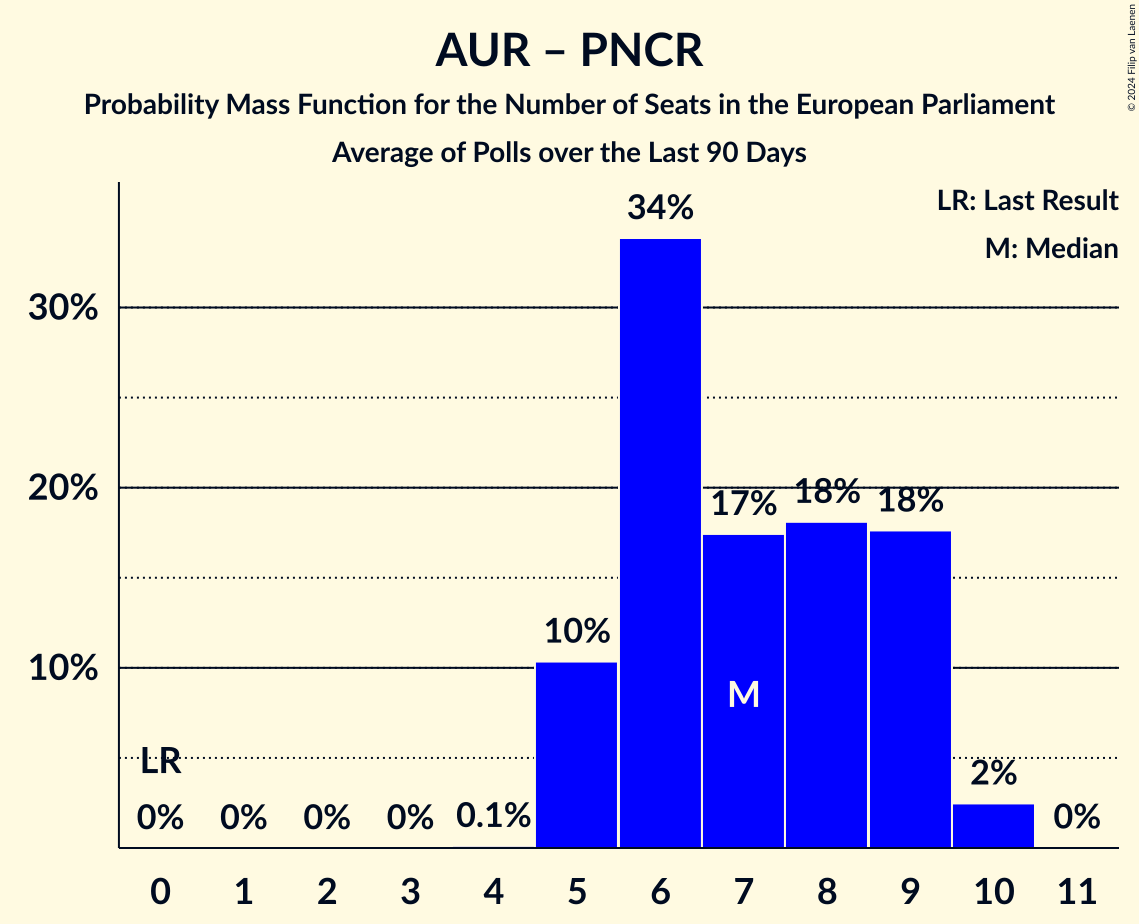 AUR – PNCR
Probability Mass Function for the Number of Seats in the European Parliament
Average of Polls over the Last 90 Days
© 2024 Filip van Laenen
LR: Last Result
M: Median
30%
20%
10%
LR
0% 0% 0% 0% 0.1% 10% 34% 17% 18% 18% 2% 0%
M
0 1 2 3 4 5 6 7 8 9 10 11